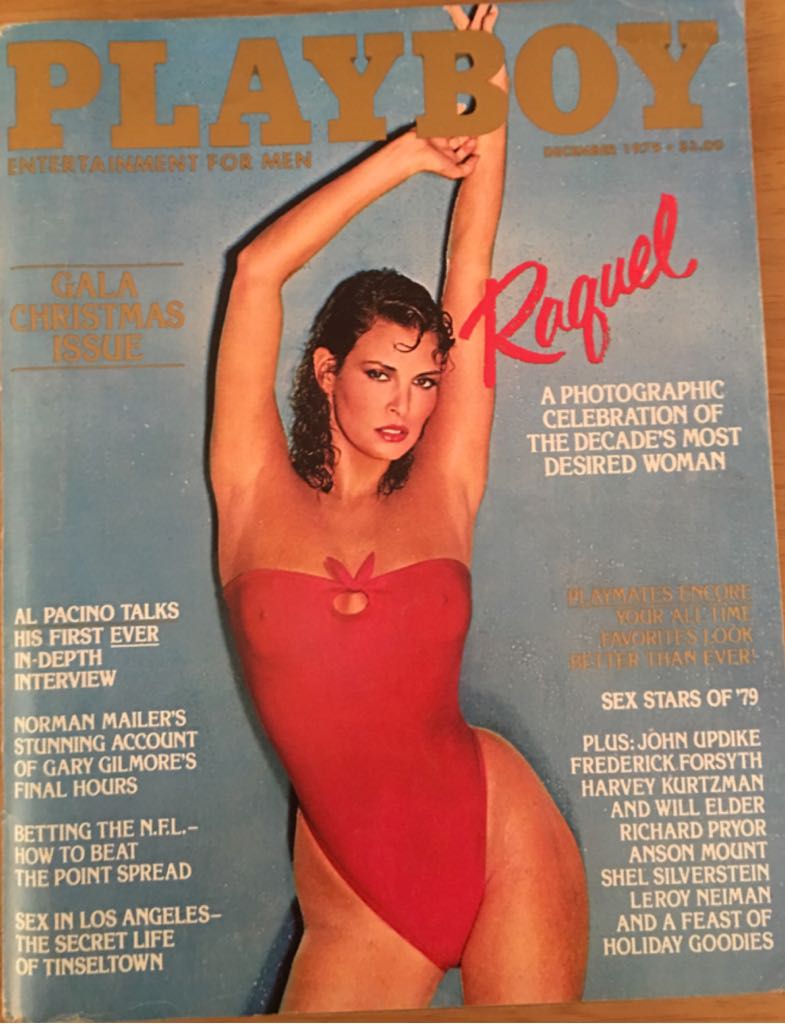 PLAYBOY
ENTERTAINMENT FOR MEN
DECEMBER 1979 • $3.00
GALA
CHRISTMAS
ISSUE
Raquel
A PHOTOGRAPHIC
CELEBRATION OF
THE DECADE'S MOST
DESIRED WOMAN
AL PACINO TALKS
HIS FIRST EVER
IN-DEPTH
INTERVIEW
NORMAN MAILER'S
STUNNING ACCOUNT
OF GARY GILMORE'S
FINAL HOURS
BETTING THE N.F.L.–
HOW TO BEAT
THE POINT SPREAD
SEX IN LOS ANGELES–
THE SECRET LIFE
OF TINSELTOWN
PLAYMATES ENCORE
YOUR ALL TIME
FAVORITES LOOK
BETTER THAN EVER!
SEX STARS OF '79
PLUS: JOHN UPDIKE
FREDERICK FORSYTH
HARVEY KURTZMAN
AND WILL ELDER
RICHARD PRYOR
ANSON MOUNT
SHEL SILVERSTEIN
LEROY NEIMAN
AND A FEAST OF
HOLIDAY GOODIES